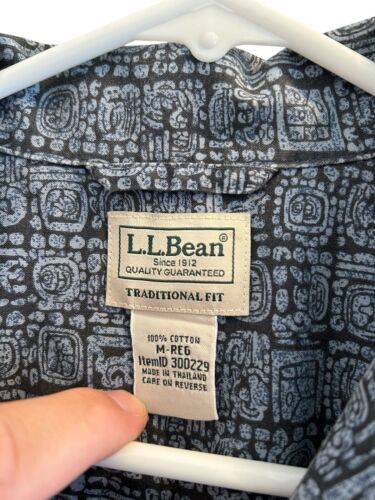 L.L.Bean®
Since 1912
QUALITY GUARANTEED
TRADITIONAL FIT
100% COTTON
M-REG
ItemID 300229
MADE IN THAILAND
CARE ON REVERSE